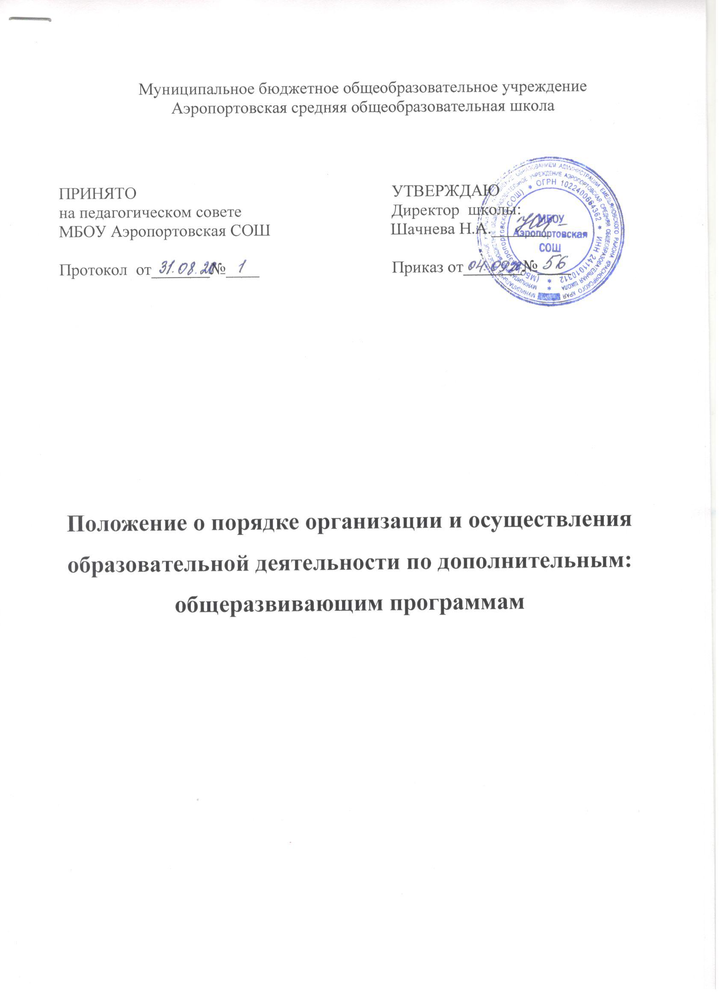 Муниципальное бюджетное общеобразовательное учреждение
Аэропортовская средняя общеобразовательная школа
ПРИНЯТО
на педагогическом совете
МБОУ Аэропортовская СОШ
Протокол от 31.08.20 № 1
УТВЕРЖДАЮ
Директор школы:
Шачнева Н.А.
Приказ от 04.09.20 № 56
ОБРАЗОВАНИЕМ АДМИНИСТРАЦИИ ЕМЕЛЬЯНОВСКОГО РАЙОНА КРАСНОЯРСКОГО КРАЯ
МУНИЦИПАЛЬНОЕ БЮДЖЕТНОЕ ОБЩЕОБРАЗОВАТЕЛЬНОЕ УЧРЕЖДЕНИЕ АЭРОПОРТОВСКАЯ СРЕДНЯЯ ОБЩЕОБРАЗОВАТЕЛЬНАЯ ШКОЛА
(МБОУ Аэропортовская СОШ) * ОГРН 1022400664362 * ИНН 2411010312 *
МБОУ
Аэропортовская
СОШ
Положение о порядке организации и осуществления
образовательной деятельности по дополнительным:
общеразвивающим программам